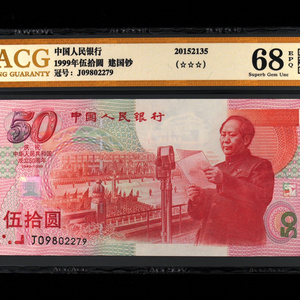 ACG
NG GUARANTY
中国人民银行
1999年伍拾圆 建国钞
冠号: J09802279
20152135
(☆☆☆)
68 EPQ
Superb Gem Unc
50
中国人民银行
伍拾圆
J09802279
50